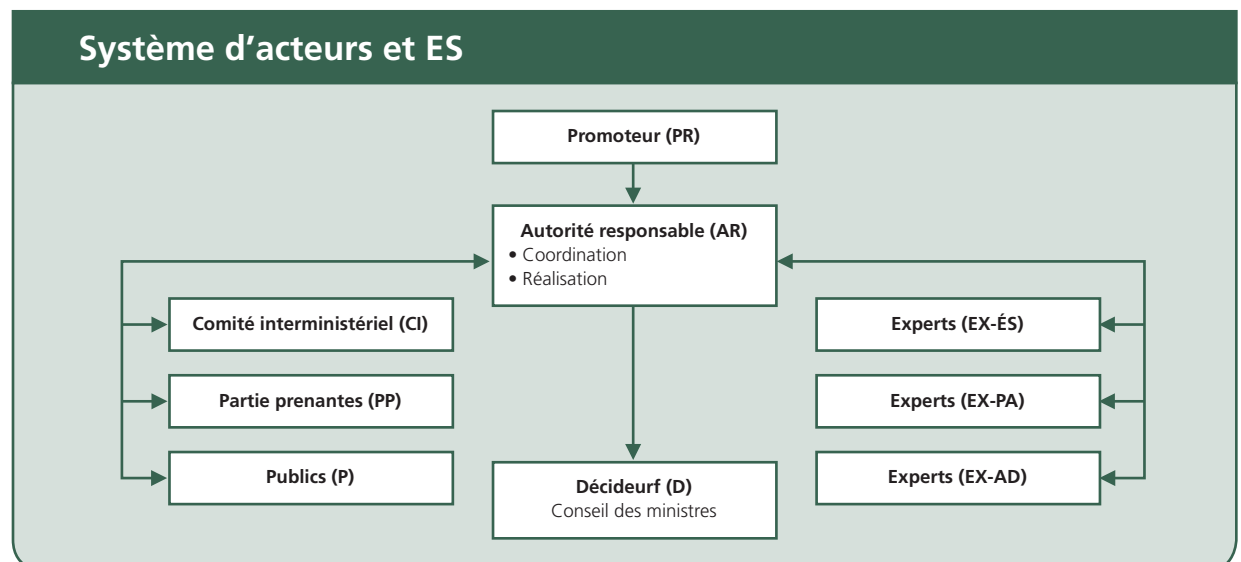 Système d’acteurs et ES
Promoteur (PR)
Autorité responsable (AR)
• Coordination
• Réalisation
Comité interministériel (CI)
Partie prenantes (PP)
Publics (P)
Experts (EX-ÉS)
Experts (EX-PA)
Experts (EX-AD)
Décideurf (D)
Conseil des ministres